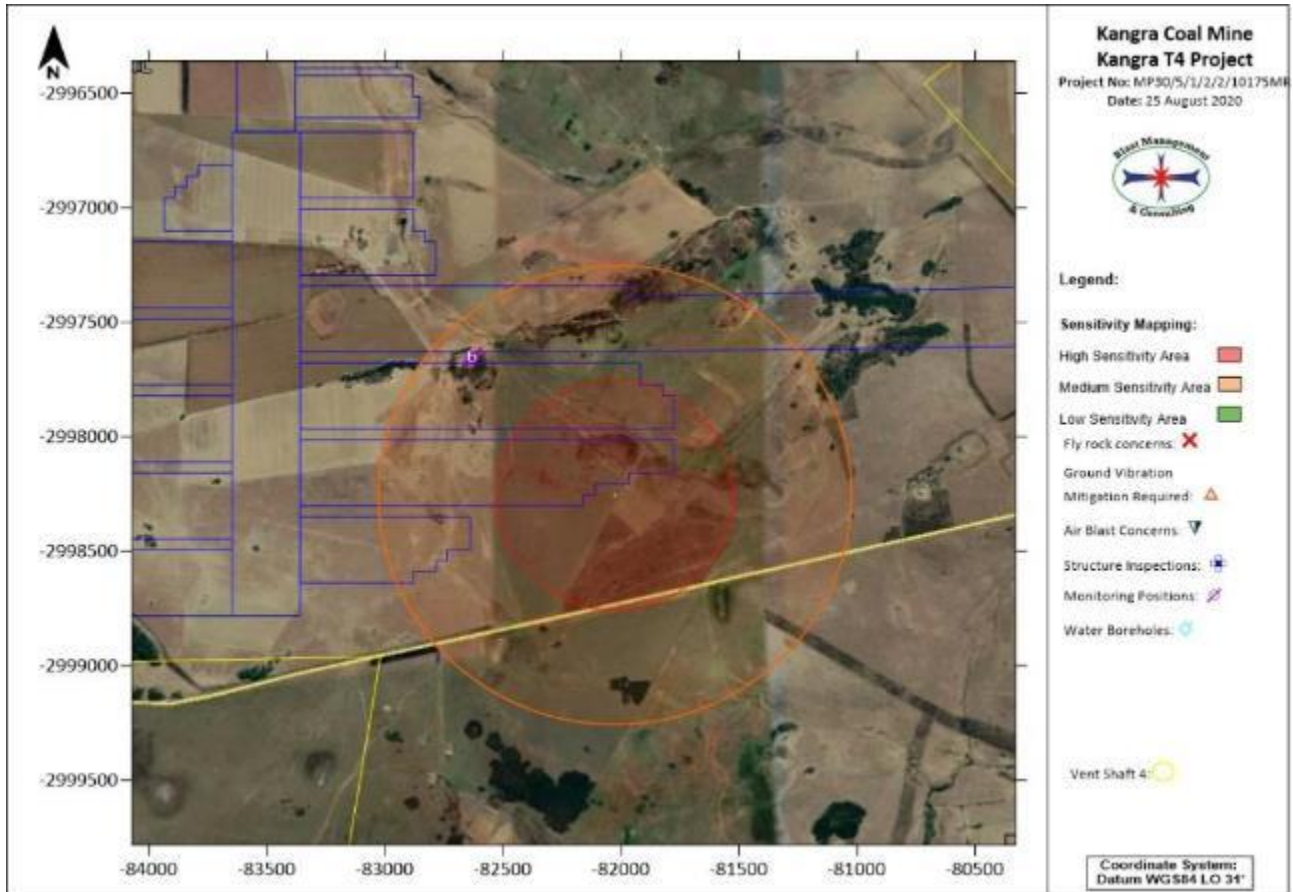 Kangra Coal Mine
Kangra T4 Project
Project No: MP30/5/1/2/2/10175MR
Date: 25 August 2020
Blast Management
& Consulting
Legend:
Sensitivity Mapping:
High Sensitivity Area
Medium Sensitivity Area
Low Sensitivity Area
Fly rock concerns:
Ground Vibration
Mitigation Required:
Air Blast Concerns:
Structure Inspections:
Monitoring Positions:
Water Boreholes:
Vent Shaft 4:
Coordinate System:
Datum WGS84 LO 31'
N
-2996500
-2997000
-2997500
-2998000
-2998500
-2999000
-2999500
6
-84000 -83500 -83000 -82500 -82000 -81500 -81000 -80500